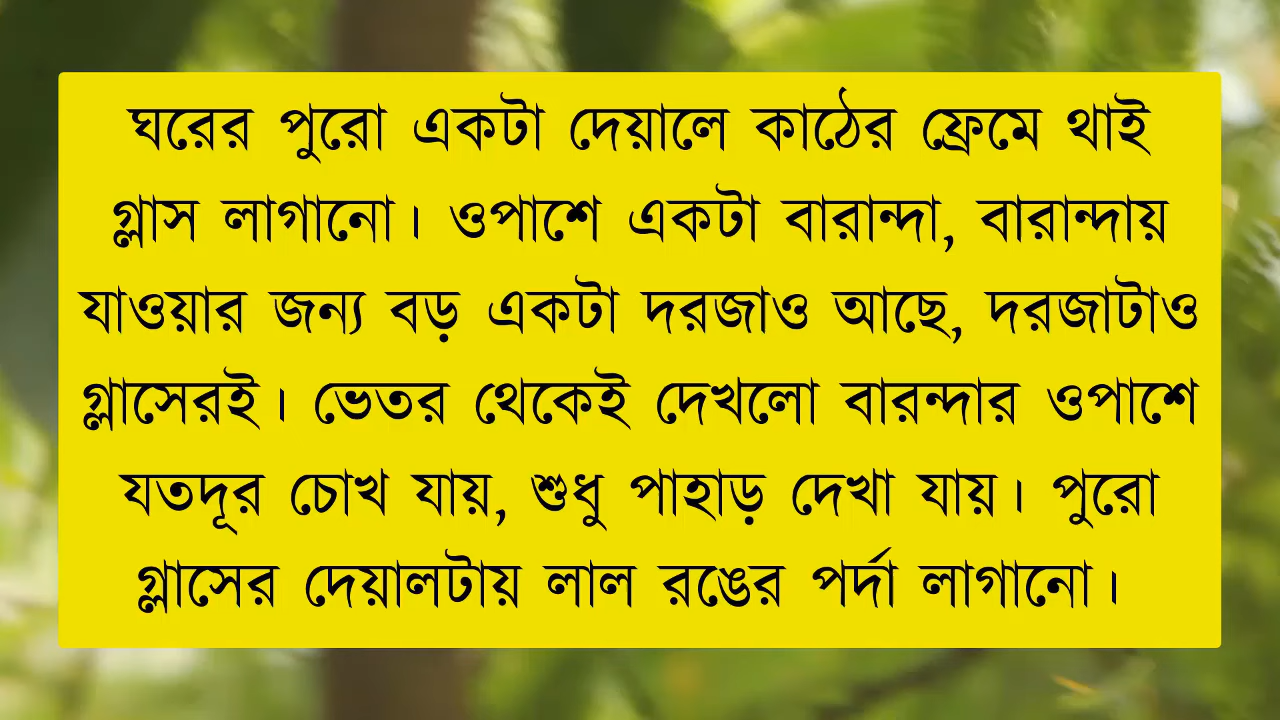 ঘরের পুরো একটা দেয়ালে কাঠের ফ্রেমে থাই
গ্লাস লাগানো। ওপাশে একটা বারান্দা, বারান্দায়
যাওয়ার জন্য বড় একটা দরজাও আছে, দরজাটাও
গ্লাসেরই। ভেতর থেকেই দেখলো বারন্দার ওপাশে
যতদূর চোখ যায়, শুধু পাহাড় দেখা যায়। পুরো
গ্লাসের দেয়ালটায় লাল রঙের পর্দা লাগানো।